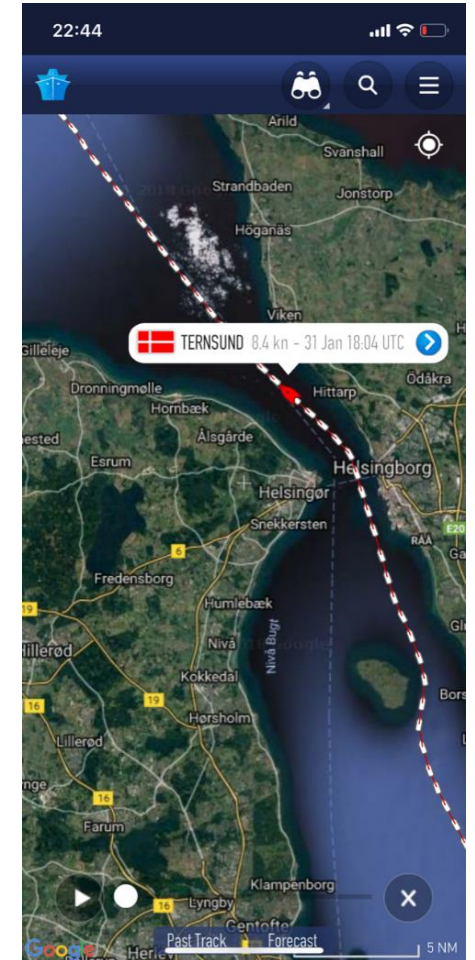 22:44
Arild
Svanshall
Strandbaden
Jonstorp
Höganäs
Viken
TERNSUND 8.4 kn - 31 Jan 18:04 UTC
Gilleleje
Ödåkra
Dronningmølle
Hittarp
Hornbæk
Ålsgårde
Esrum
Helsingborg
Helsingør
Snekkersten
RÅÅ
E20
6
Fredensborg
19
Humlebæk
Nivå Bugt
Nivå
Kokkedal
16
19
Hørsholm
Lillerød
16
Farum
Klampenborg
16
Lyngby
Gentofte
Past Track
Forecast
Google
Herlev
5 NM